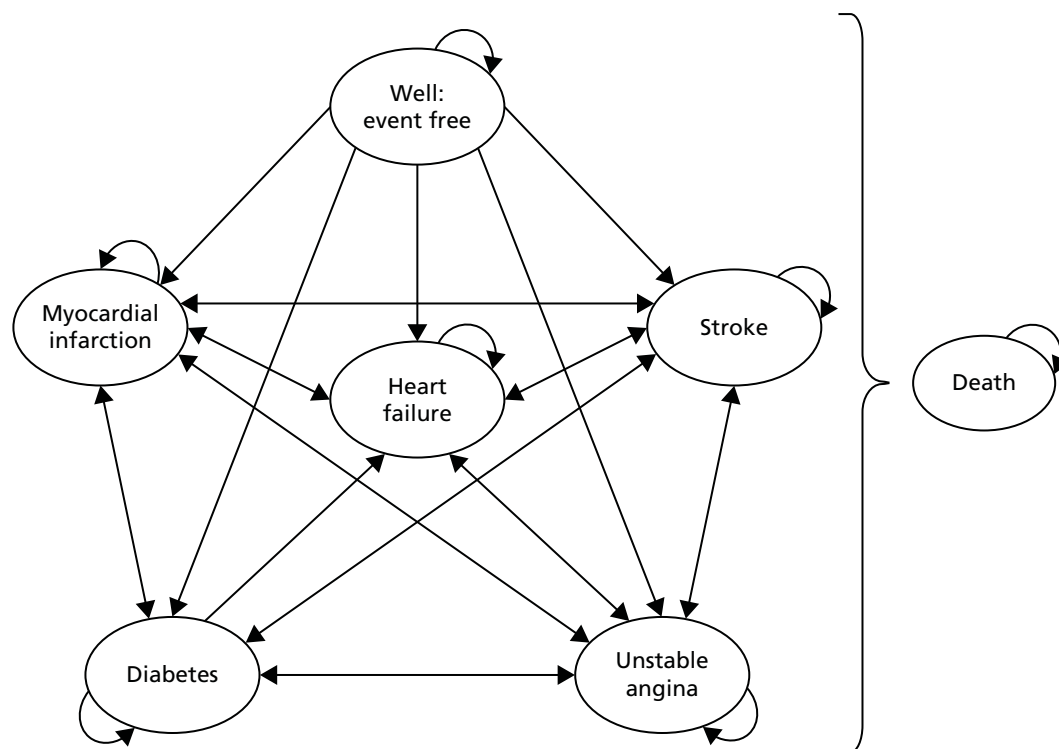 Well:
event free
Myocardial
infarction
Stroke
Heart
failure
Death
Diabetes
Unstable
angina